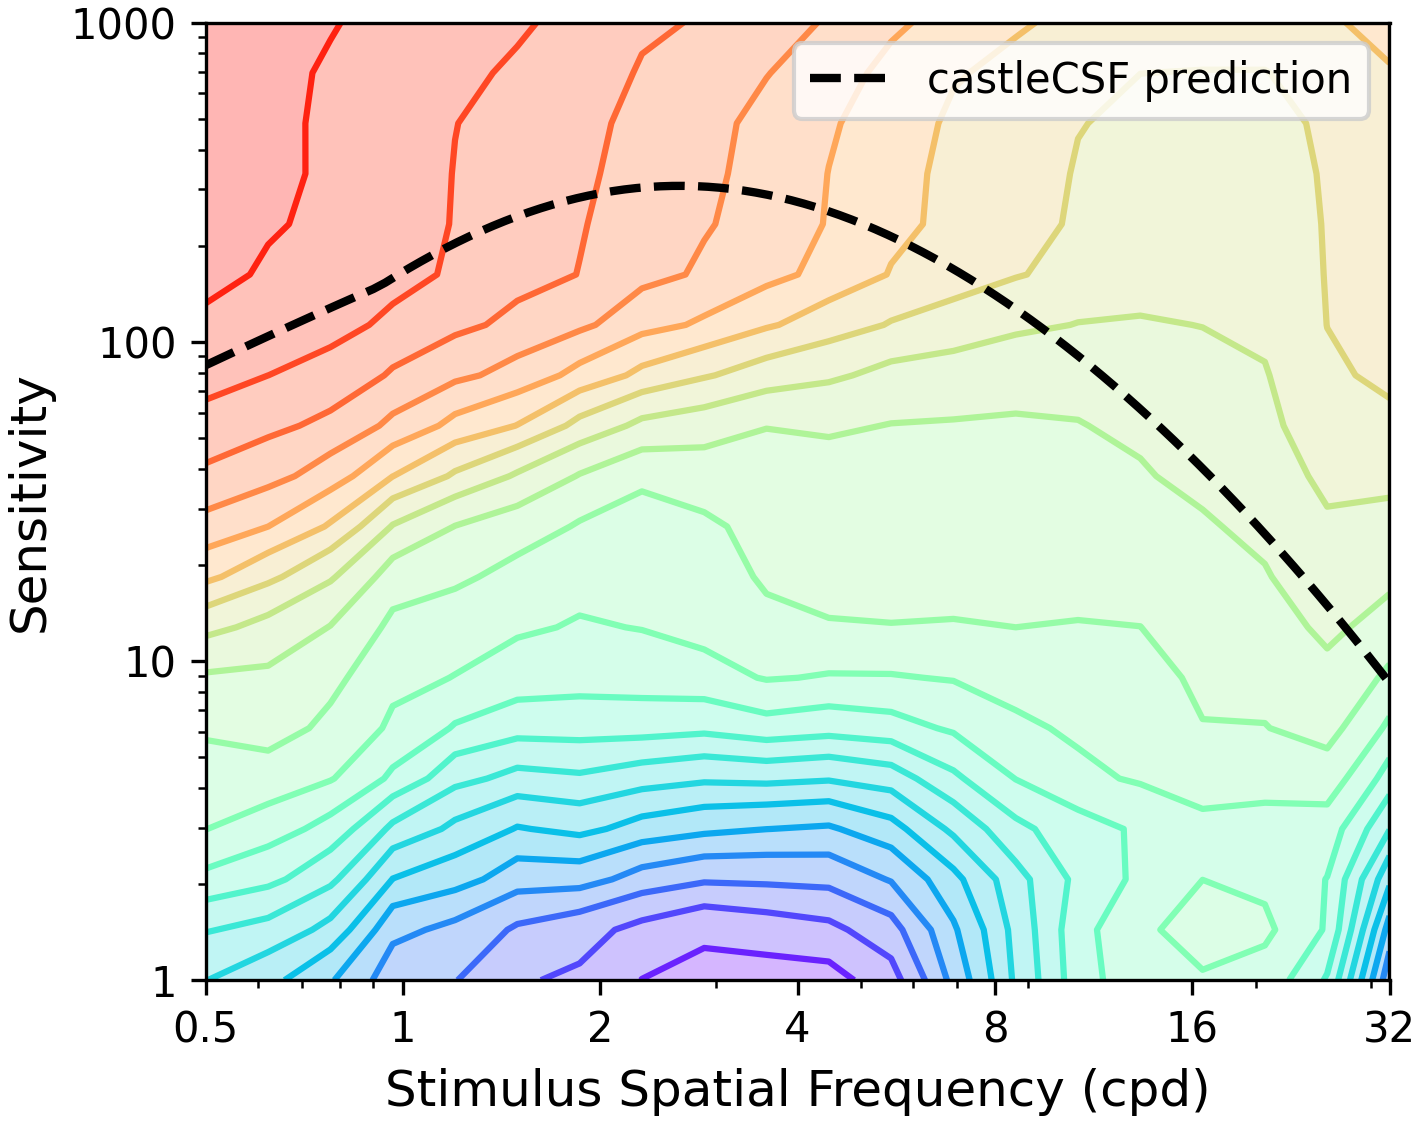 1000
castleCSF prediction
100
Sensitivity
10
1
0.5 1 2 4 8 16 32
Stimulus Spatial Frequency (cpd)